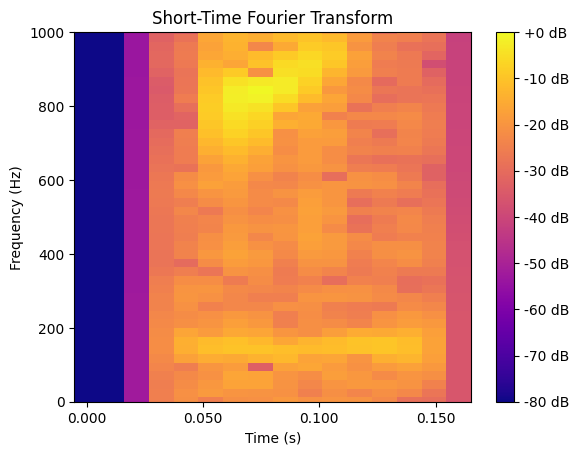 Short-Time Fourier Transform
1000
800
600
400
200
0
Frequency (Hz)
0.000
0.050
0.100
0.150
Time (s)
+0 dB
-10 dB
-20 dB
-30 dB
-40 dB
-50 dB
-60 dB
-70 dB
-80 dB